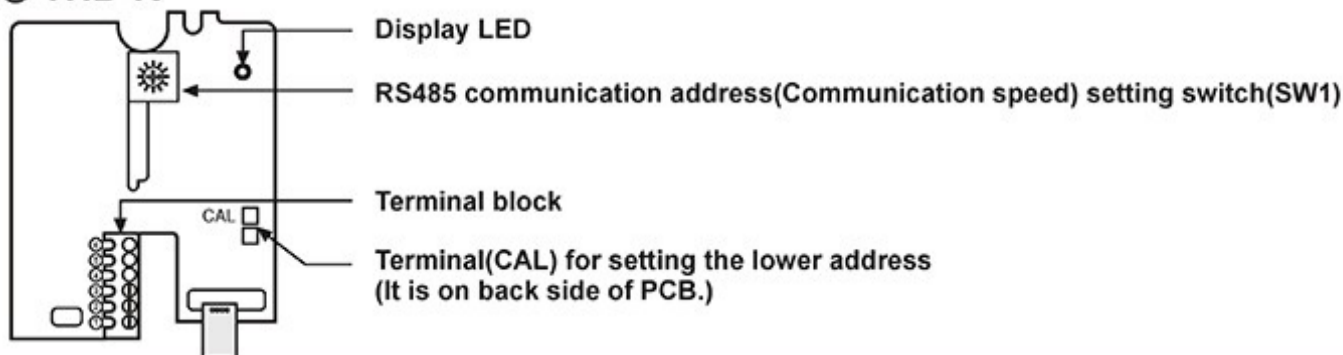 Display LED
RS485 communication address(Communication speed) setting switch(SW1)
Terminal block
CAL
Terminal(CAL) for setting the lower address
(It is on back side of PCB.)